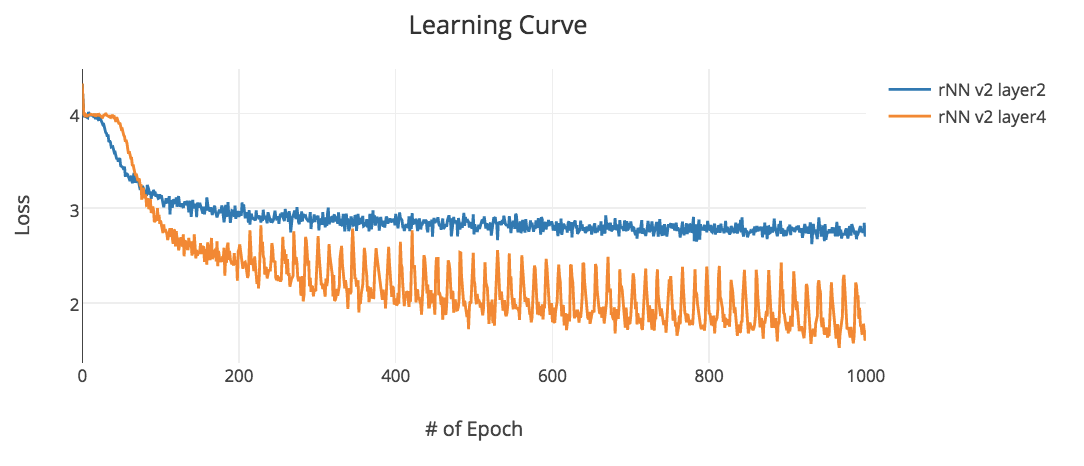 Learning Curve
rNN v2 layer2
rNN v2 layer4
Loss
4
3
2
0
200
400
600
800
1000
# of Epoch